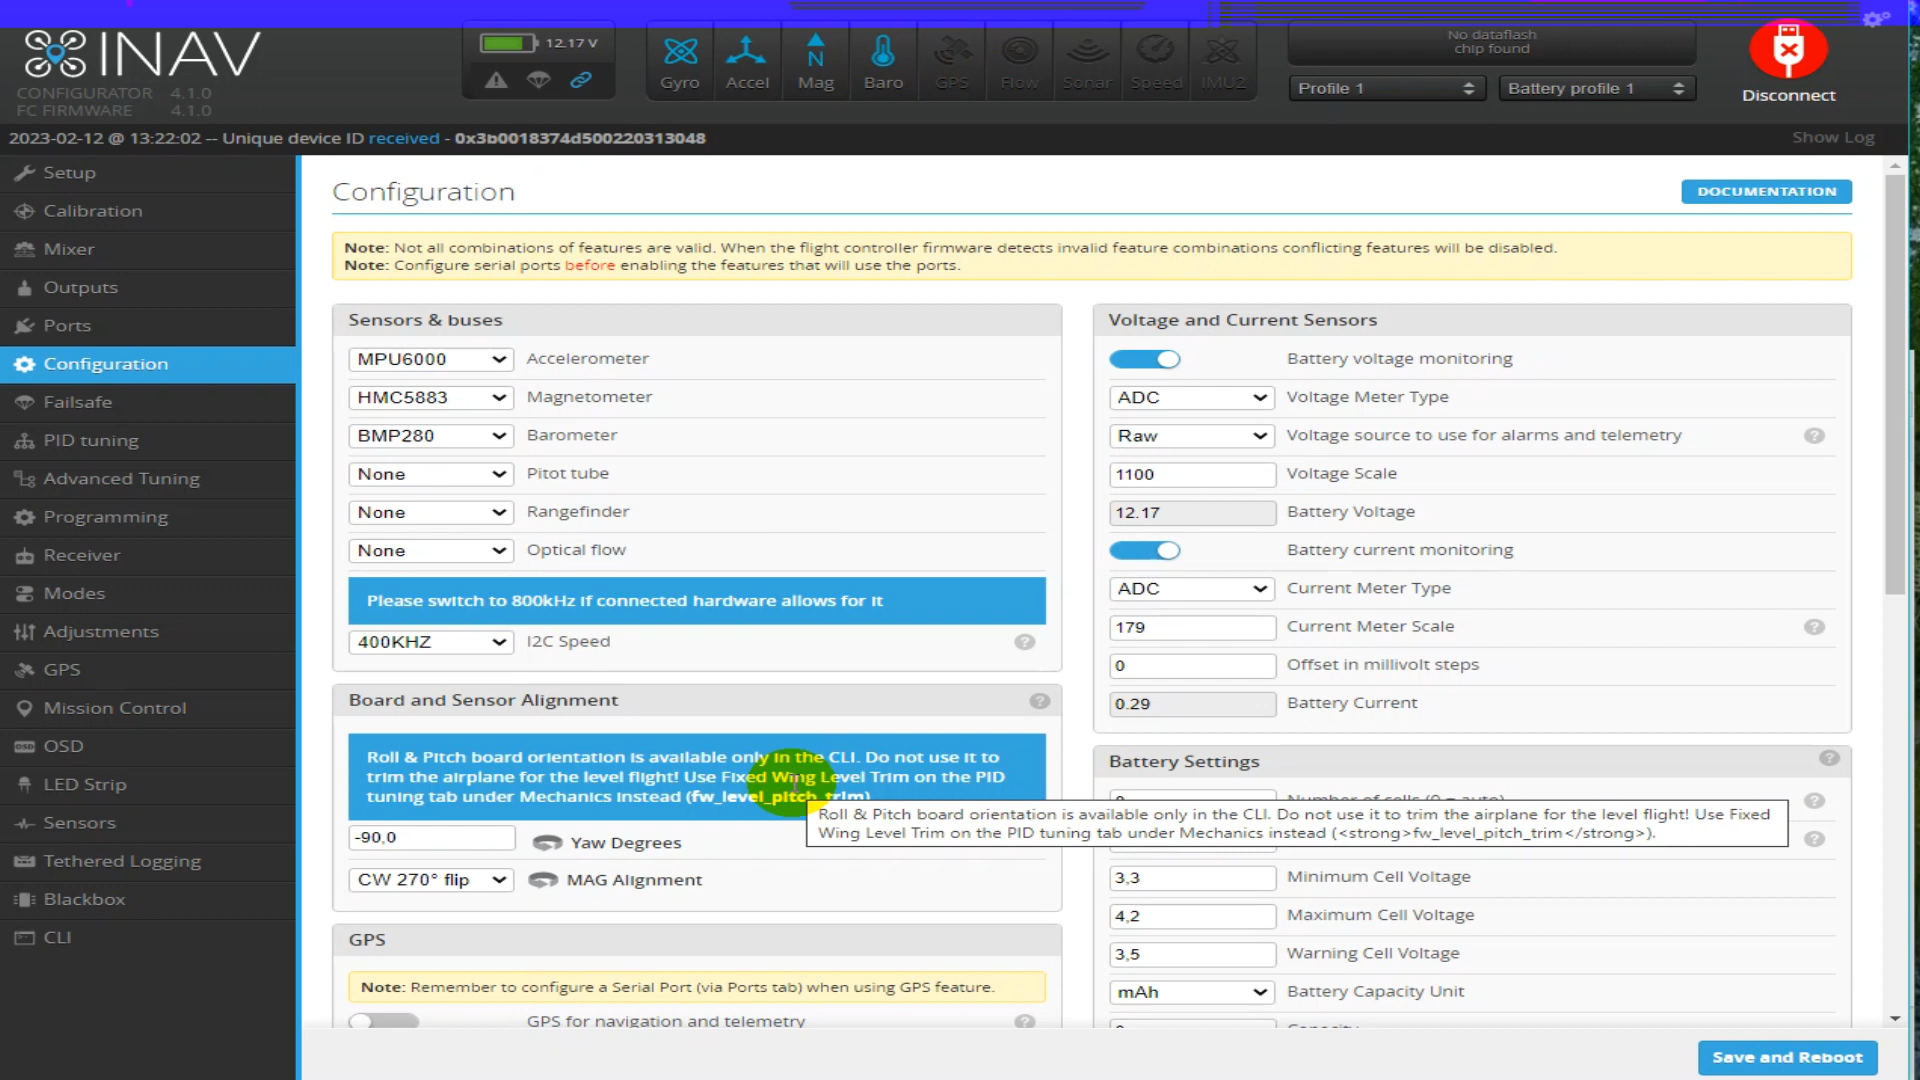 INAV
CONFIGURATOR 4.1.0
FC FIRMWARE 4.1.0
12.17 V
Gyro
Accel
N
Mag
Baro
GPS
Flow
Sonar
Speed
IMU2
No dataflash
chip found
Profile 1
Battery profile 1
Disconnect
2023-02-12 @ 13:22:02 -- Unique device ID received - 0x3b0018374d500220313048
Show Log
Setup
Calibration
Mixer
Outputs
Ports
Configuration
Failsafe
PID tuning
Advanced Tuning
Programming
Receiver
Modes
Adjustments
GPS
Mission Control
OSD
LED Strip
Sensors
Tethered Logging
Blackbox
CLI
Configuration
DOCUMENTATION
Note: Not all combinations of features are valid. When the flight controller firmware detects invalid feature combinations conflicting features will be disabled.
Note: Configure serial ports before enabling the features that will use the ports.
Sensors & buses
MPU6000 Accelerometer
HMC5883 Magnetometer
BMP280 Barometer
None Pitot tube
None Rangefinder
None Optical flow
Please switch to 800kHz if connected hardware allows for it
400KHZ I2C Speed
Board and Sensor Alignment
Roll & Pitch board orientation is available only in the CLI. Do not use it to
trim the airplane for the level flight! Use Fixed Wing Level Trim on the PID
tuning tab under Mechanics instead (fw_level_pitch_trim)
-90,0 Yaw Degrees
CW 270° flip MAG Alignment
GPS
Note: Remember to configure a Serial Port (via Ports tab) when using GPS feature.
GPS for navigation and telemetry
Voltage and Current Sensors
Battery voltage monitoring
ADC Voltage Meter Type
Raw Voltage source to use for alarms and telemetry
1100 Voltage Scale
12.17 Battery Voltage
Battery current monitoring
ADC Current Meter Type
179 Current Meter Scale
0 Offset in millivolt steps
0.29 Battery Current
Battery Settings
Number of cells (0 = auto)
Roll & Pitch board orientation is available only in the CLI. Do not use it to trim the airplane for the level flight! Use Fixed
Wing Level Trim on the PID tuning tab under Mechanics instead (<strong>fw_level_pitch_trim</strong>).
3,3 Minimum Cell Voltage
4,2 Maximum Cell Voltage
3,5 Warning Cell Voltage
mAh Battery Capacity Unit
Capacity
Save and Reboot